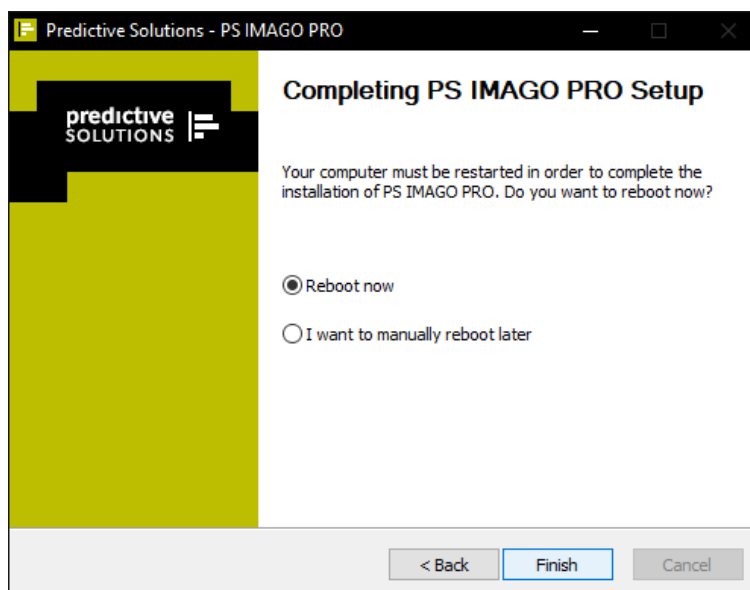 Predictive Solutions - PS IMAGO PRO
predictive
SOLUTIONS
Completing PS IMAGO PRO Setup
Your computer must be restarted in order to complete the
installation of PS IMAGO PRO. Do you want to reboot now?
Reboot now
I want to manually reboot later
< Back
Finish
Cancel